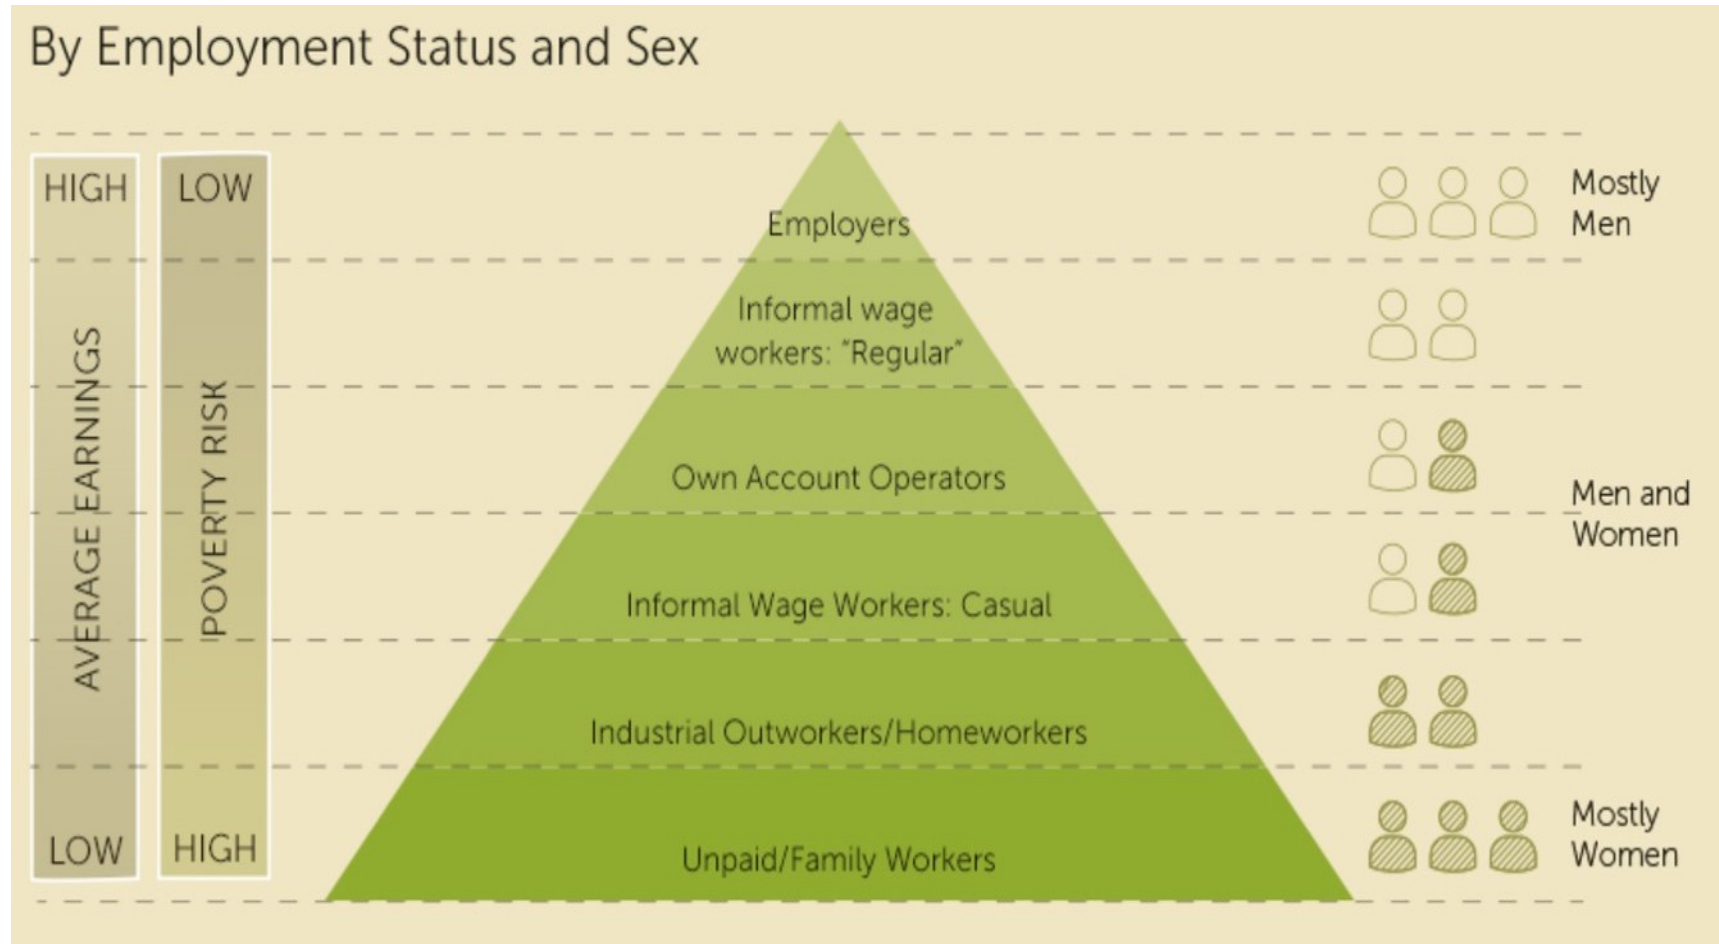 By Employment Status and Sex
HIGH
AVERAGE EARNINGS
LOW
LOW
POVERTY RISK
HIGH
Employers
Informal wage
workers: “Regular”
Own Account Operators
Informal Wage Workers: Casual
Industrial Outworkers/Homeworkers
Unpaid/Family Workers
Mostly
Men
Men and
Women
Mostly
Women